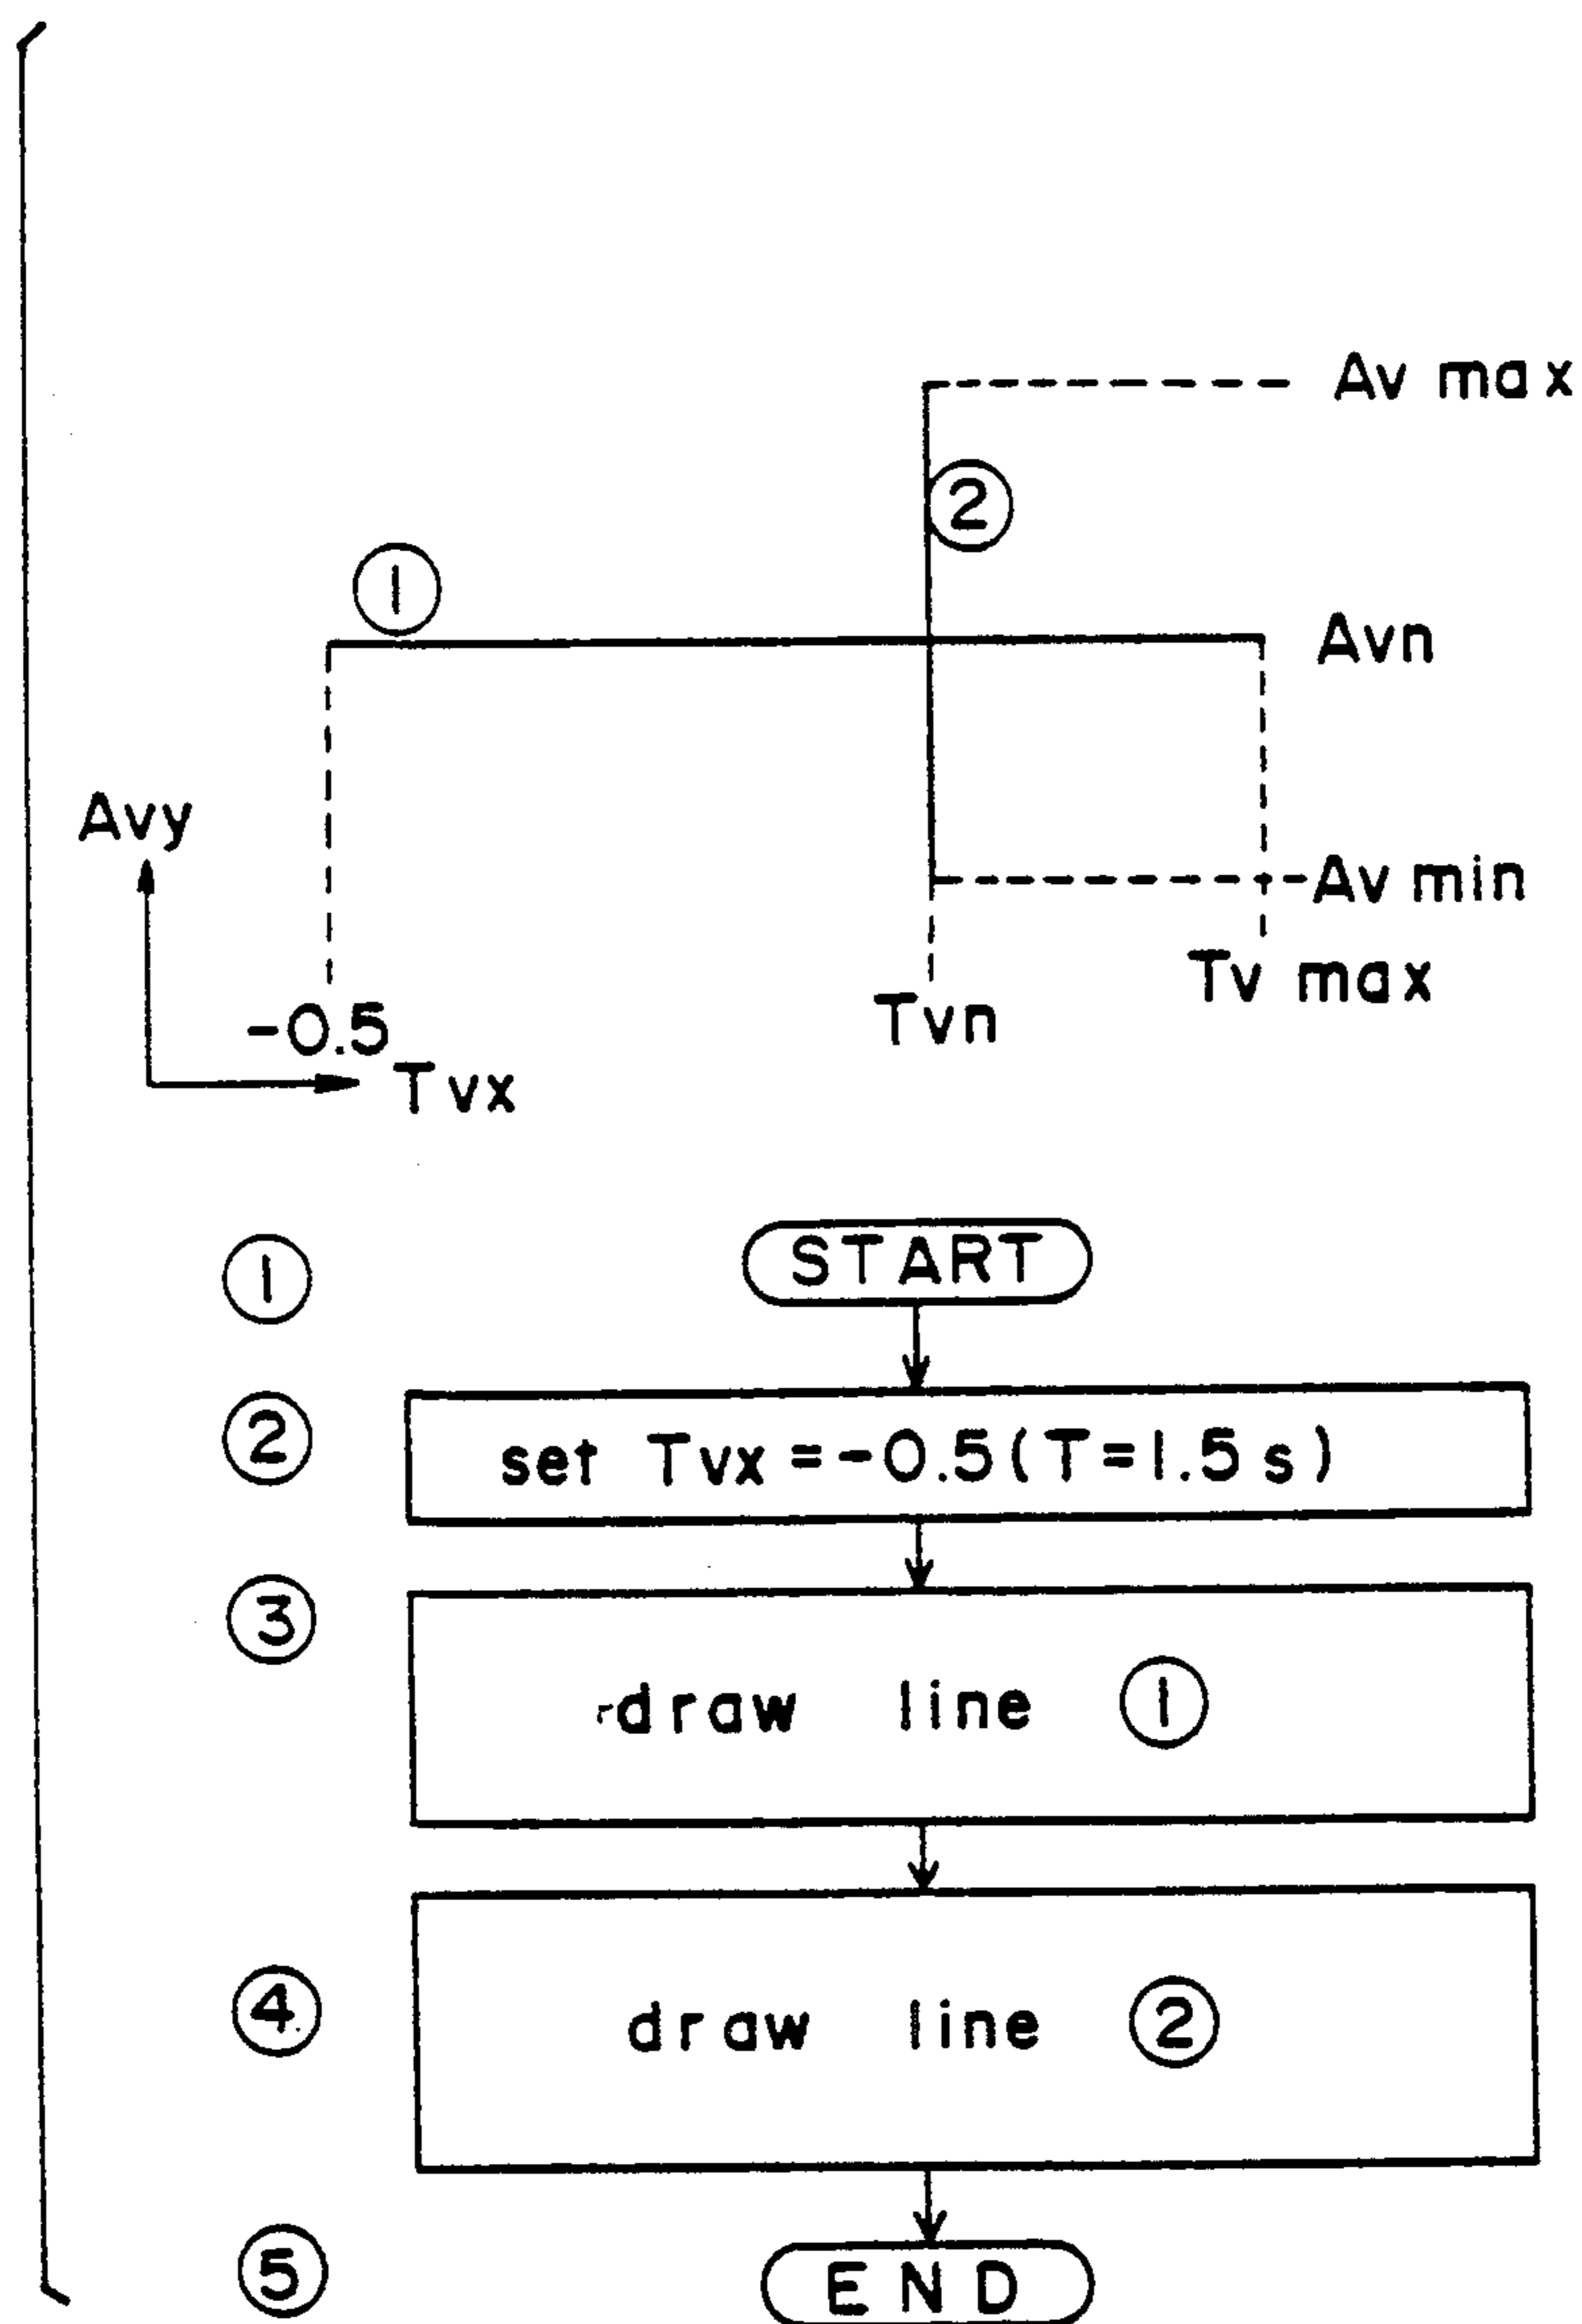 Av max
②
①
Avn
Avy
Av min
Tv max
-0.5
Tvn
Tvx
① START
② set Tvx=-0.5(T=1.5s)
③ draw line ①
④ draw line ②
⑤ END